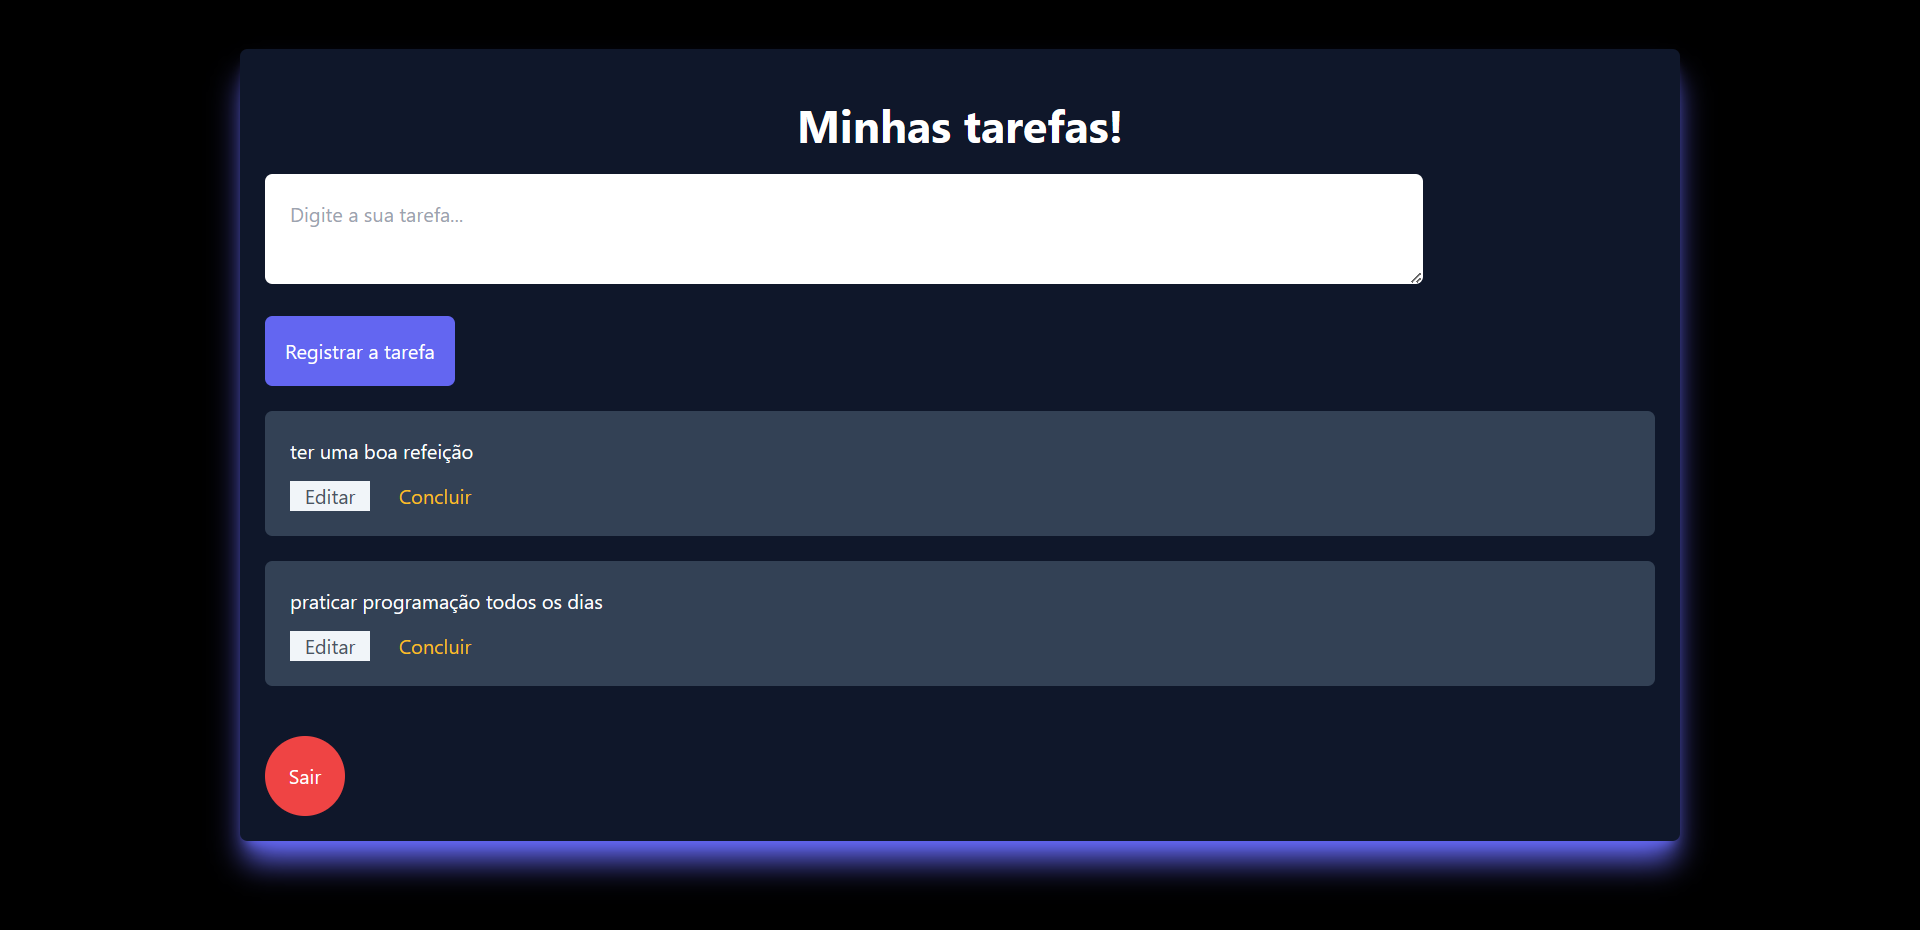 Minhas tarefas!
Digite a sua tarefa...
Registrar a tarefa
ter uma boa refeição
Editar Concluir
praticar programação todos os dias
Editar Concluir
Sair